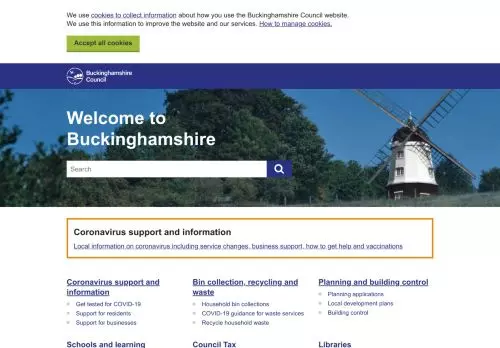 We use cookies to collect information about how you use the Buckinghamshire Council website.
We use this information to improve the website and our services. How to manage cookies.
Accept all cookies
Buckinghamshire
Council
Welcome to
Buckinghamshire
Search
Coronavirus support and information
Local information on coronavirus including service changes, business support, how to get help and vaccinations
Coronavirus support and
information
Get tested for COVID-19
Support for residents
Support for businesses
Bin collection, recycling and
waste
Household bin collections
COVID-19 guidance for waste services
Recycle household waste
Planning and building control
Planning applications
Local development plans
Building control
Schools and learning
Council Tax
Libraries